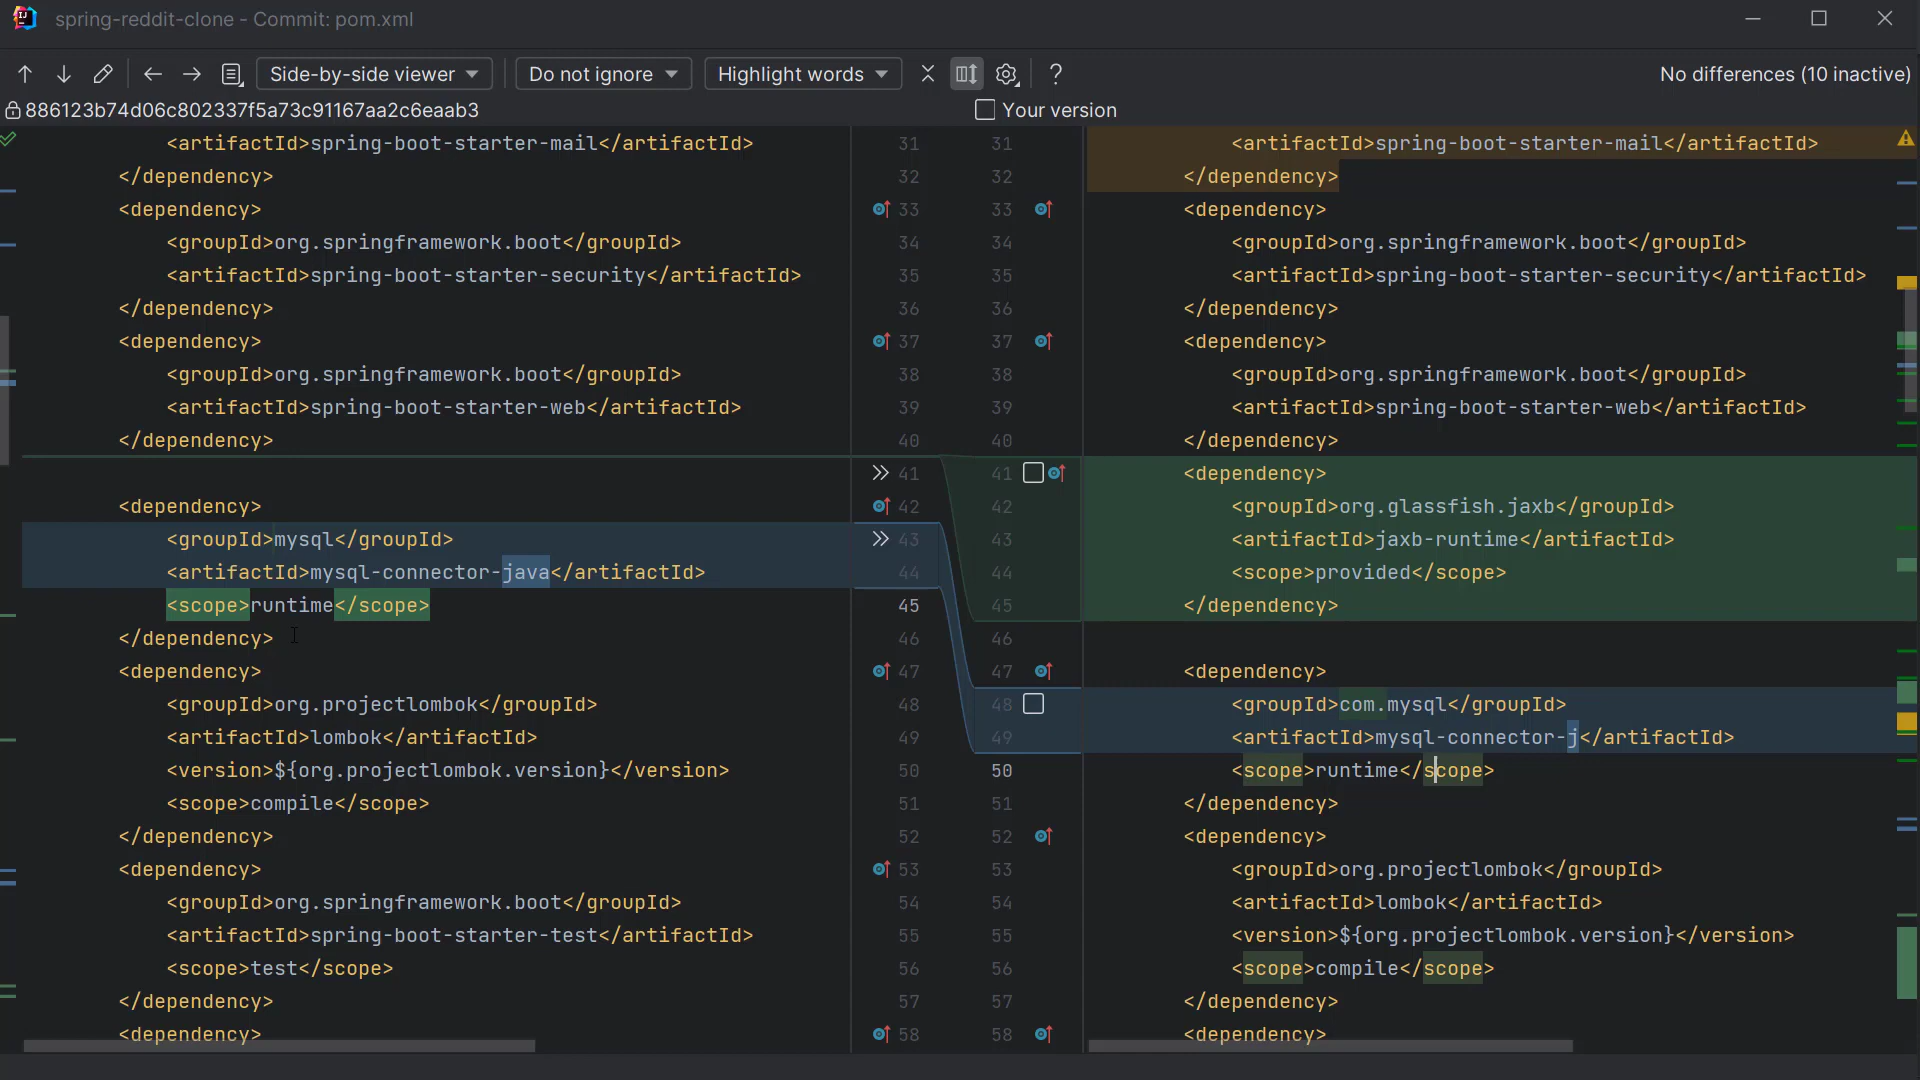 spring-reddit-clone - Commit: pom.xml
Side-by-side viewer
Do not ignore
Highlight words
?
No differences (10 inactive)
886123b74d06c802337f5a73c91167aa2c6eaab3
Your version
<artifactId>spring-boot-starter-mail</artifactId> 31 31 <artifactId>spring-boot-starter-mail</artifactId>
</dependency> 32 32 </dependency>
<dependency> 33 33 <dependency>
<groupId>org.springframework.boot</groupId> 34 34 <groupId>org.springframework.boot</groupId>
<artifactId>spring-boot-starter-security</artifactId> 35 35 <artifactId>spring-boot-starter-security</artifactId>
</dependency> 36 36 </dependency>
<dependency> 37 37 <dependency>
<groupId>org.springframework.boot</groupId> 38 38 <groupId>org.springframework.boot</groupId>
<artifactId>spring-boot-starter-web</artifactId> 39 39 <artifactId>spring-boot-starter-web</artifactId>
</dependency> 40 40 </dependency>
41 41 <dependency>
<dependency> 42 42 <groupId>org.glassfish.jaxb</groupId>
<groupId>mysql</groupId> 43 43 <artifactId>jaxb-runtime</artifactId>
<artifactId>mysql-connector-java</artifactId> 44 44 <scope>provided</scope>
<scope>runtime</scope> 45 45 </dependency>
</dependency> 46 46
<dependency> 47 47 <dependency>
<groupId>org.projectlombok</groupId> 48 48 <groupId>com.mysql</groupId>
<artifactId>lombok</artifactId> 49 49 <artifactId>mysql-connector-j</artifactId>
<version>${org.projectlombok.version}</version> 50 50 <scope>runtime</scope>
<scope>compile</scope> 51 51 </dependency>
</dependency> 52 52 <dependency>
<dependency> 53 53 <groupId>org.projectlombok</groupId>
<groupId>org.springframework.boot</groupId> 54 54 <artifactId>lombok</artifactId>
<artifactId>spring-boot-starter-test</artifactId> 55 55 <version>${org.projectlombok.version}</version>
<scope>test</scope> 56 56 <scope>compile</scope>
</dependency> 57 57 </dependency>
<dependency> 58 58 <dependency>